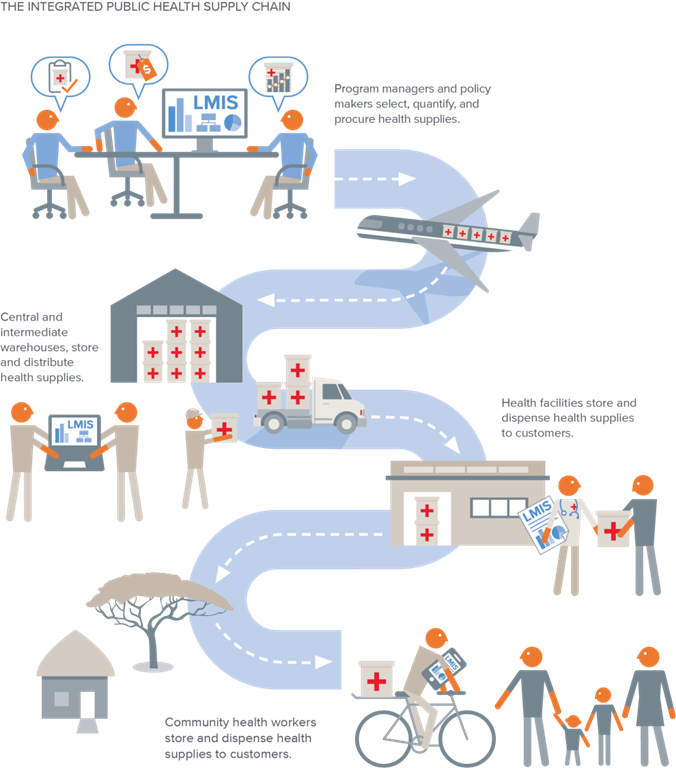 THE INTEGRATED PUBLIC HEALTH SUPPLY CHAIN
$
LMIS
Program managers and policy
makers select, quantify, and
procure health supplies.
Central and
intermediate
warehouses, store
and distribute
health supplies.
LMIS
Health facilities store and
dispense health supplies
to customers.
LMIS
LMIS
Community health workers
store and dispense health
supplies to customers.